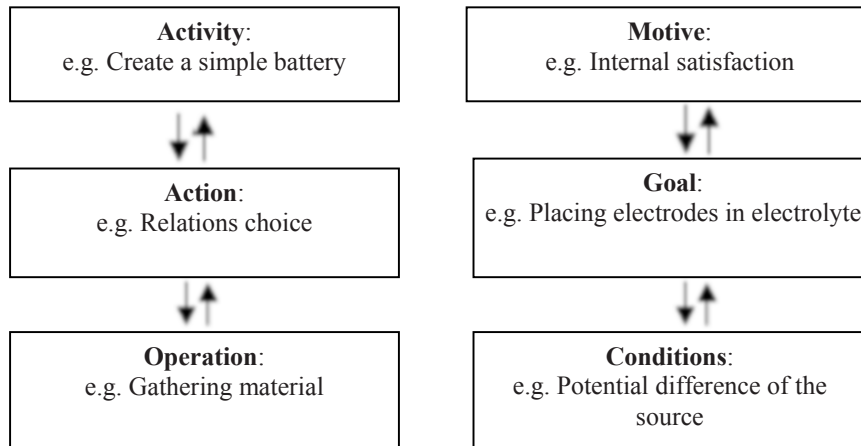 Activity:
e.g. Create a simple battery
Motive:
e.g. Internal satisfaction
Action:
e.g. Relations choice
Goal:
e.g. Placing electrodes in electrolyte
Operation:
e.g. Gathering material
Conditions:
e.g. Potential difference of the
source